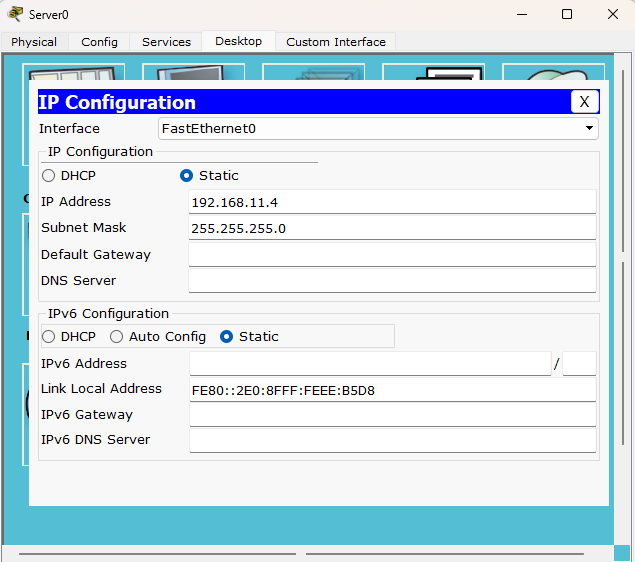 Server0
Physical Config Services Desktop Custom Interface
IP Configuration X
Interface FastEthernet0
IP Configuration
DHCP Static
IP Address 192.168.11.4
Subnet Mask 255.255.255.0
Default Gateway
DNS Server
IPv6 Configuration
DHCP Auto Config Static
IPv6 Address /
Link Local Address FE80::2E0:8FFF:FEEE:B5D8
IPv6 Gateway
IPv6 DNS Server